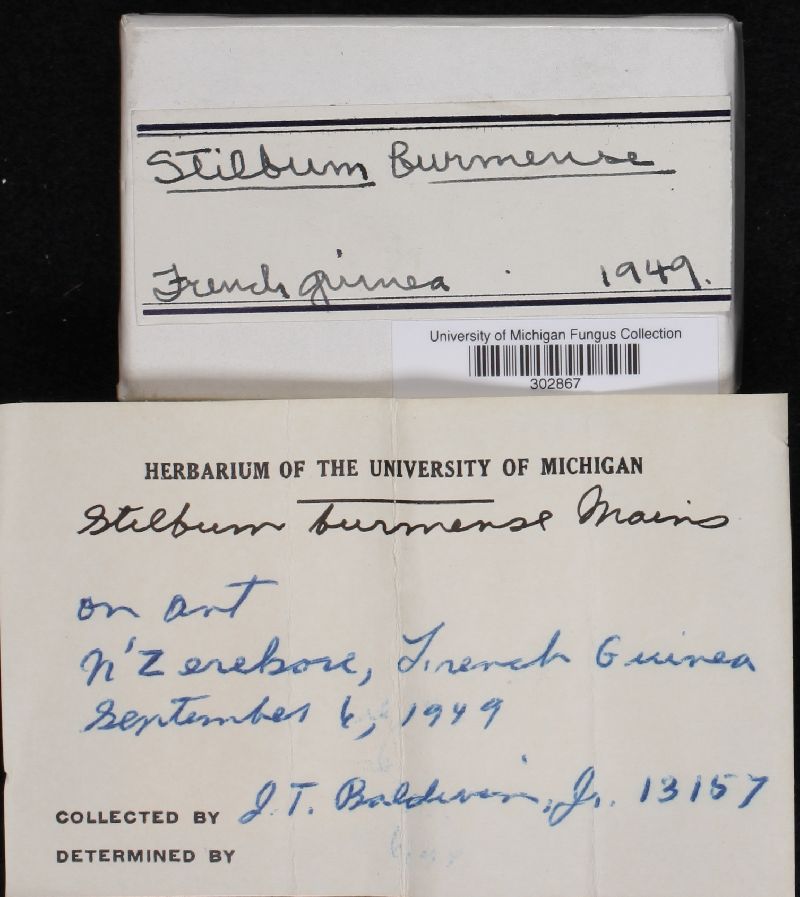 Stilbum Burmense
French guinea . 1949.
University of Michigan Fungus Collection
302867
HERBARIUM OF THE UNIVERSITY OF MICHIGAN
Stilbum burmense Mains
on ant
N'Zerekore, French Guinea
September 6, 1949
COLLECTED BY J. T. Baldwin, Jr. 13157
DETERMINED BY